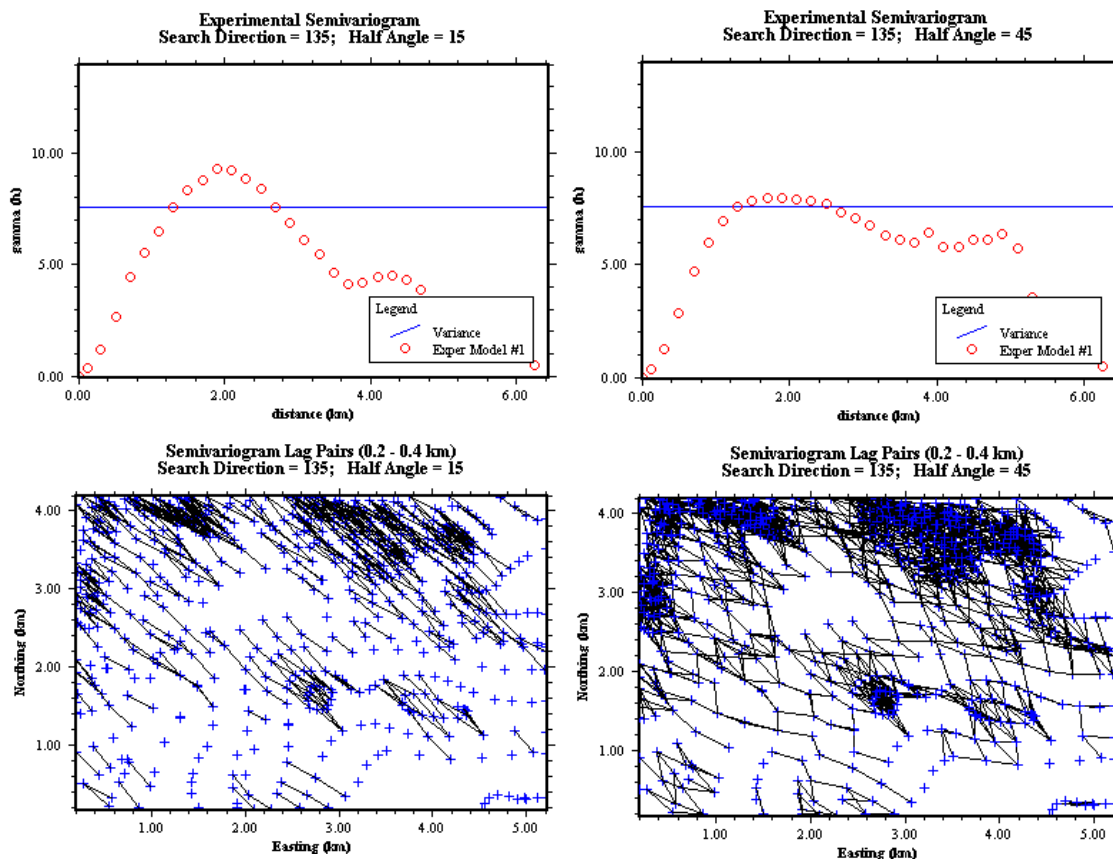 Experimental Semivariogram
Search Direction = 135; Half Angle = 15
10.00
5.00
0.00
gamma (h)
0.00 2.00 4.00 6.00
distance (km)
Legend
Variance
Exper Model #1
Experimental Semivariogram
Search Direction = 135; Half Angle = 45
10.00
5.00
0.00
gamma (h)
0.00 2.00 4.00 6.00
distance (km)
Legend
Variance
Exper Model #1
Semivariogram Lag Pairs (0.2 - 0.4 km)
Search Direction = 135; Half Angle = 15
4.00
3.00
2.00
1.00
Northing (km)
1.00 2.00 3.00 4.00 5.00
Easting (km)
Semivariogram Lag Pairs (0.2 - 0.4 km)
Search Direction = 135; Half Angle = 45
4.00
3.00
2.00
1.00
Northing (km)
1.00 2.00 3.00 4.00 5.00
Easting (km)